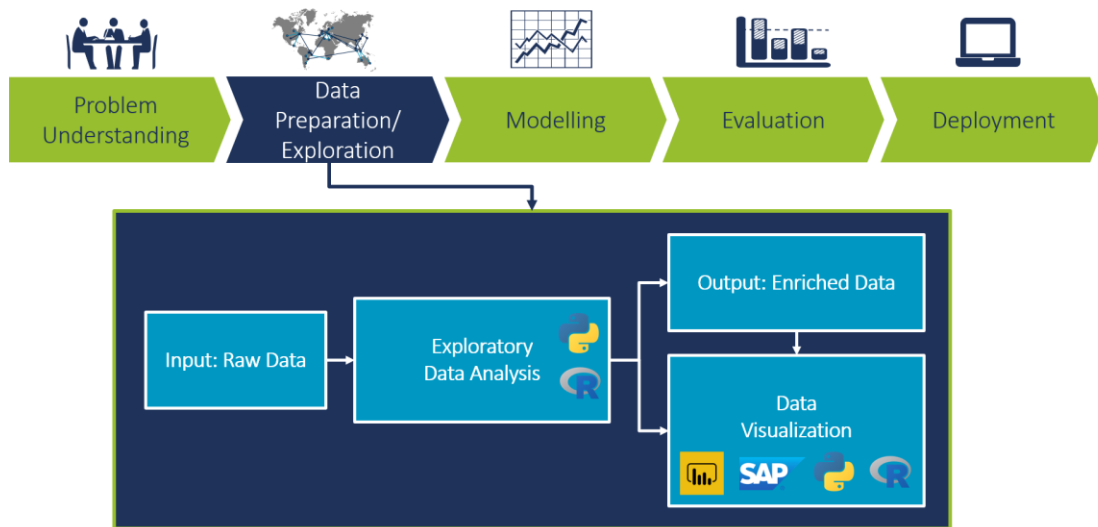 Problem
Understanding
Data
Preparation/
Exploration
Modelling
Evaluation
Deployment
Input: Raw Data
Exploratory
Data Analysis
R
Output: Enriched Data
Data
Visualization
SAP
R